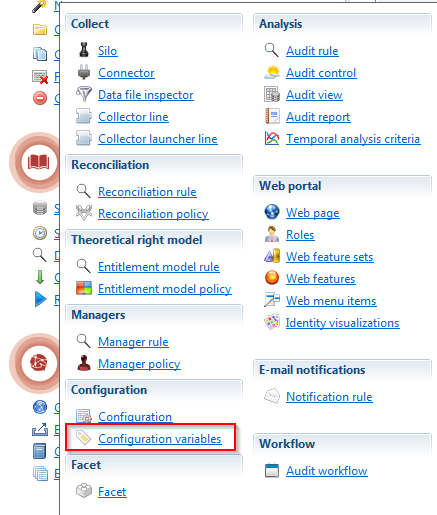 Collect
Silo
Connector
Data file inspector
Collector line
Collector launcher line
Reconciliation
Reconciliation rule
Reconciliation policy
Theoretical right model
Entitlement model rule
Entitlement model policy
Managers
Manager rule
Manager policy
Configuration
Configuration
Configuration variables
Facet
Facet
Analysis
Audit rule
Audit control
Audit view
Audit report
Temporal analysis criteria
Web portal
Web page
Roles
Web feature sets
Web features
Web menu items
Identity visualizations
E-mail notifications
Notification rule
Workflow
Audit workflow